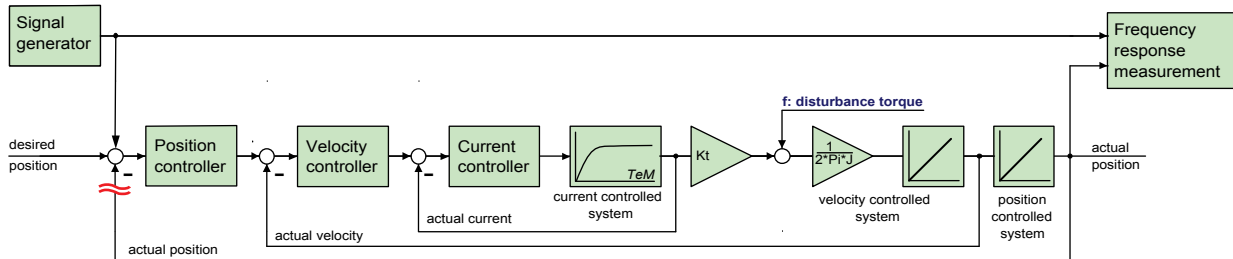 Signal
generator
Frequency
response
measurement
f: disturbance torque
desired
position
-
Position
controller
-
Velocity
controller
-
Current
controller
TeM
current controlled
system
Kt
1
2*Pi*J
velocity controlled
system
position
controlled
system
actual
position
actual current
actual velocity
actual position